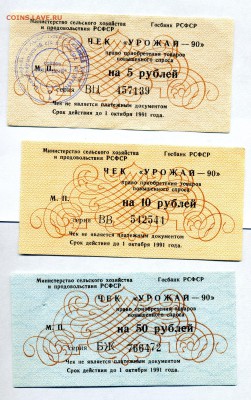 COINSS.RU
Министерство сельского хозяйства Госбанк РСФСР
и продовольствия РСФСР
ЧЕК «УРОЖАЙ—90»
право приобретения товаров
повышенного спроса
М. П. на 5 рублей
серия ВЦ 457139
Чек не является платежным документом
Срок действия до 1 октября 1991 года.
Министерство сельского хозяйства Госбанк РСФСР
и продовольствия РСФСР
ЧЕК «УРОЖАЙ—90»
право приобретения товаров
повышенного спроса
М. П. на 10 рублей
серия ВВ 542541
Чек не является платежным документом
Срок действия до 1 октября 1991 года.
Министерство сельского хозяйства Госбанк РСФСР
и продовольствия РСФСР
ЧЕК «УРОЖАЙ—90»
право приобретения товаров
повышенного спроса
М. П. на 50 рублей
серия БЖ 766172
Чек не является платежным документом
Срок действия до 1 октября 1991 года.